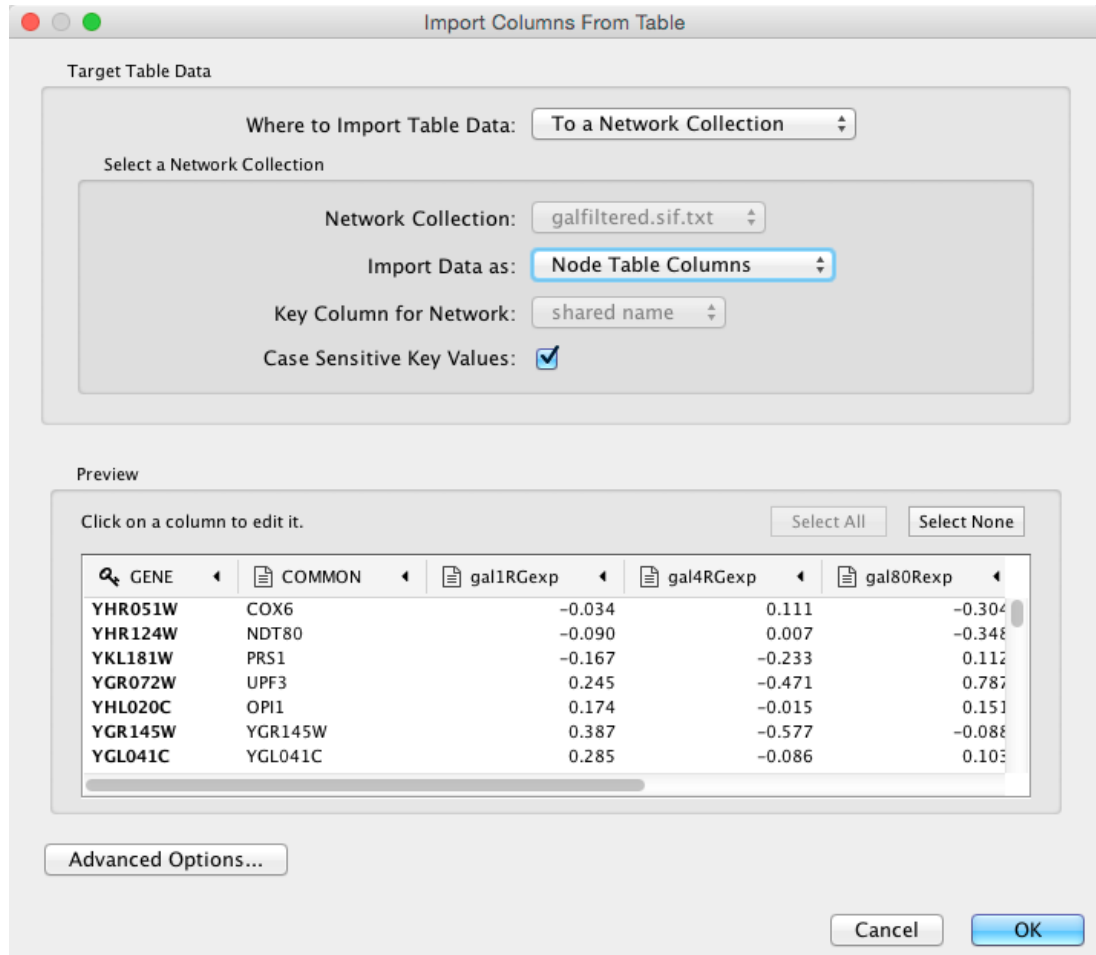 Import Columns From Table
Target Table Data
Where to Import Table Data: To a Network Collection
Select a Network Collection
Network Collection: galfiltered.sif.txt
Import Data as: Node Table Columns
Key Column for Network: shared name
Case Sensitive Key Values:
Preview
Click on a column to edit it. Select All Select None
GENE COMMON gal1RGexp gal4RGexp gal80Rexp
YHR051W COX6 -0.034 0.111 -0.304
YHR124W NDT80 -0.090 0.007 -0.348
YKL181W PRS1 -0.167 -0.233 0.112
YGR072W UPF3 0.245 -0.471 0.787
YHL020C OPI1 0.174 -0.015 0.151
YGR145W YGR145W 0.387 -0.577 -0.088
YGL041C YGL041C 0.285 -0.086 0.103
Advanced Options...
Cancel OK